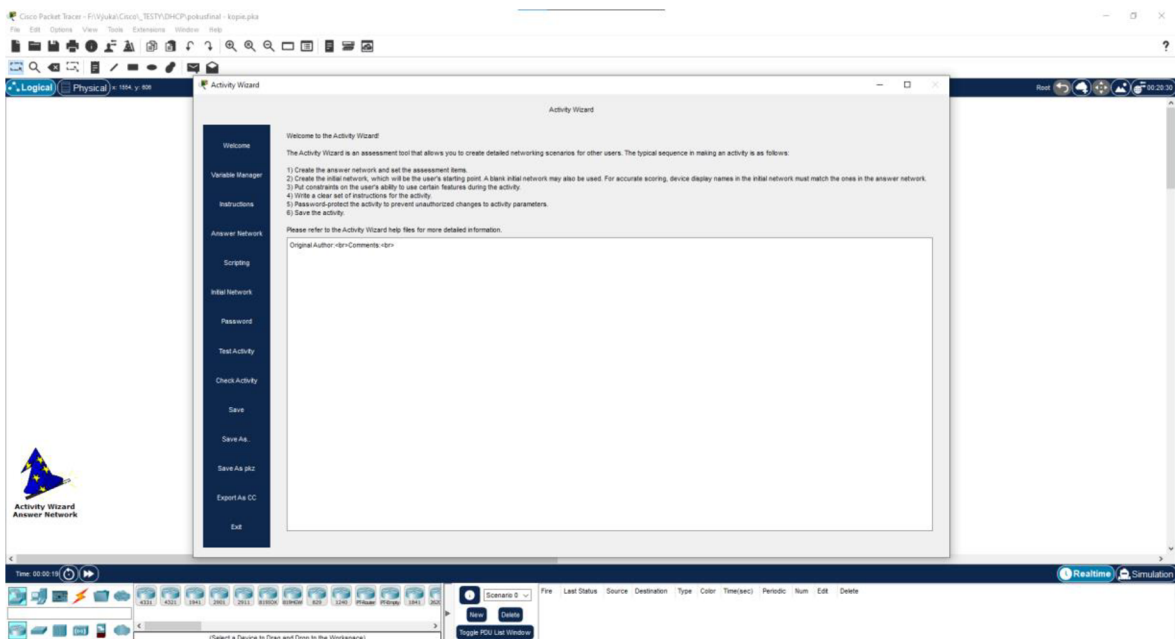 Cisco Packet Tracer - F:\Výuka\Cisco\_TESTY\DHCP\pokusfinal - kopie.pka
File Edit Options View Tools Extensions Window Help
?
Logical Physical x: 1554, y: 808
Root 00:20:30
Activity Wizard
Activity Wizard
Welcome
Variable Manager
Instructions
Answer Network
Scripting
Initial Network
Password
Test Activity
Check Activity
Save
Save As..
Save As pkz
Export As CC
Exit
Welcome to the Activity Wizard!
The Activity Wizard is an assessment tool that allows you to create detailed networking scenarios for other users. The typical sequence in making an activity is as follows:
1) Create the answer network and set the assessment items.
2) Create the initial network, which will be the user's starting point. A blank initial network may also be used. For accurate scoring, device display names in the initial network must match the ones in the answer network.
3) Put constraints on the user's ability to use certain features during the activity.
4) Write a clear set of instructions for the activity.
5) Password-protect the activity to prevent unauthorized changes to activity parameters.
6) Save the activity.
Please refer to the Activity Wizard help files for more detailed information.
Original Author:<br>Comments:<br>
Activity Wizard
Answer Network
Time: 00:00:19
Realtime Simulation
4331 4321 1941 2901 2911 819IOX 819HGW 829 1240 PT-Router PT-Empty 1841
(Select a Device to Drag and Drop to the Workspace)
Scenario 0
New Delete
Toggle PDU List Window
Fire Last Status Source Destination Type Color Time(sec) Periodic Num Edit Delete